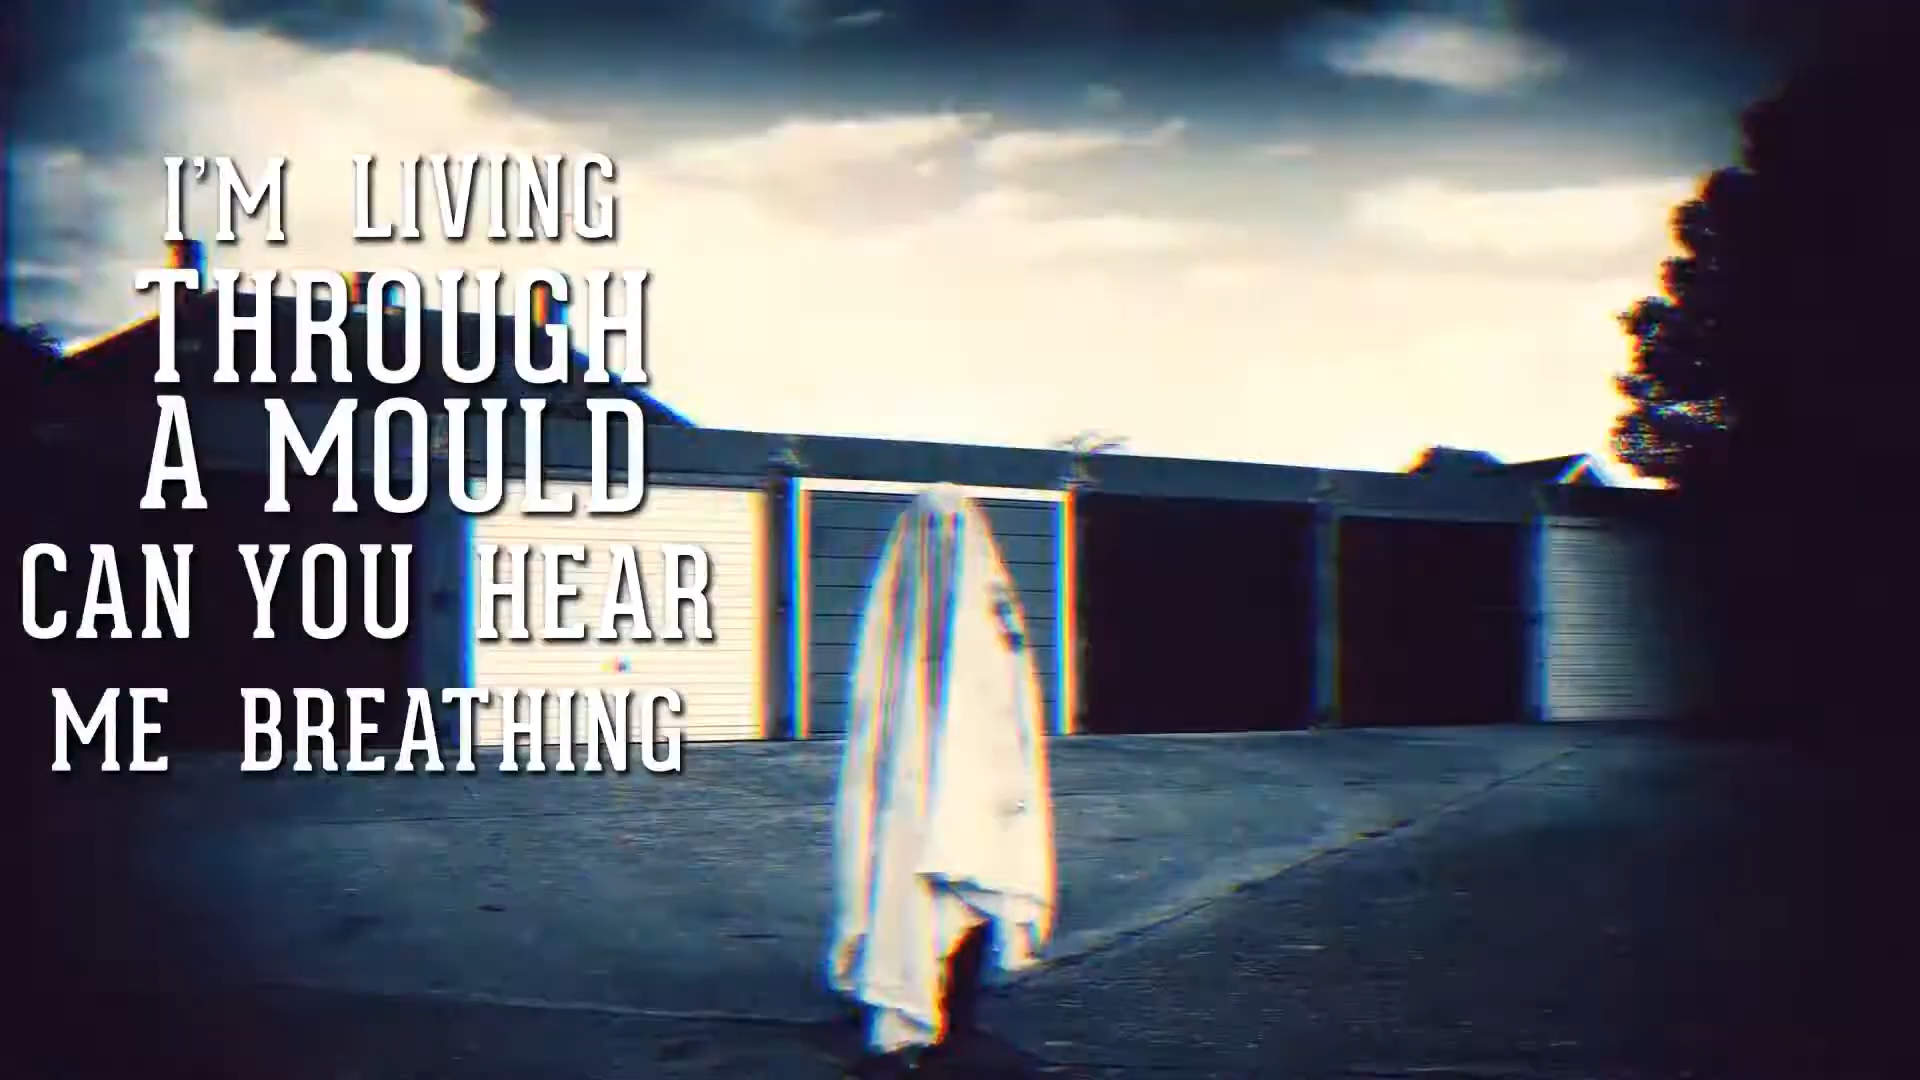 I'M LIVING
THROUGH
A MOULD
CAN YOU HEAR
ME BREATHING